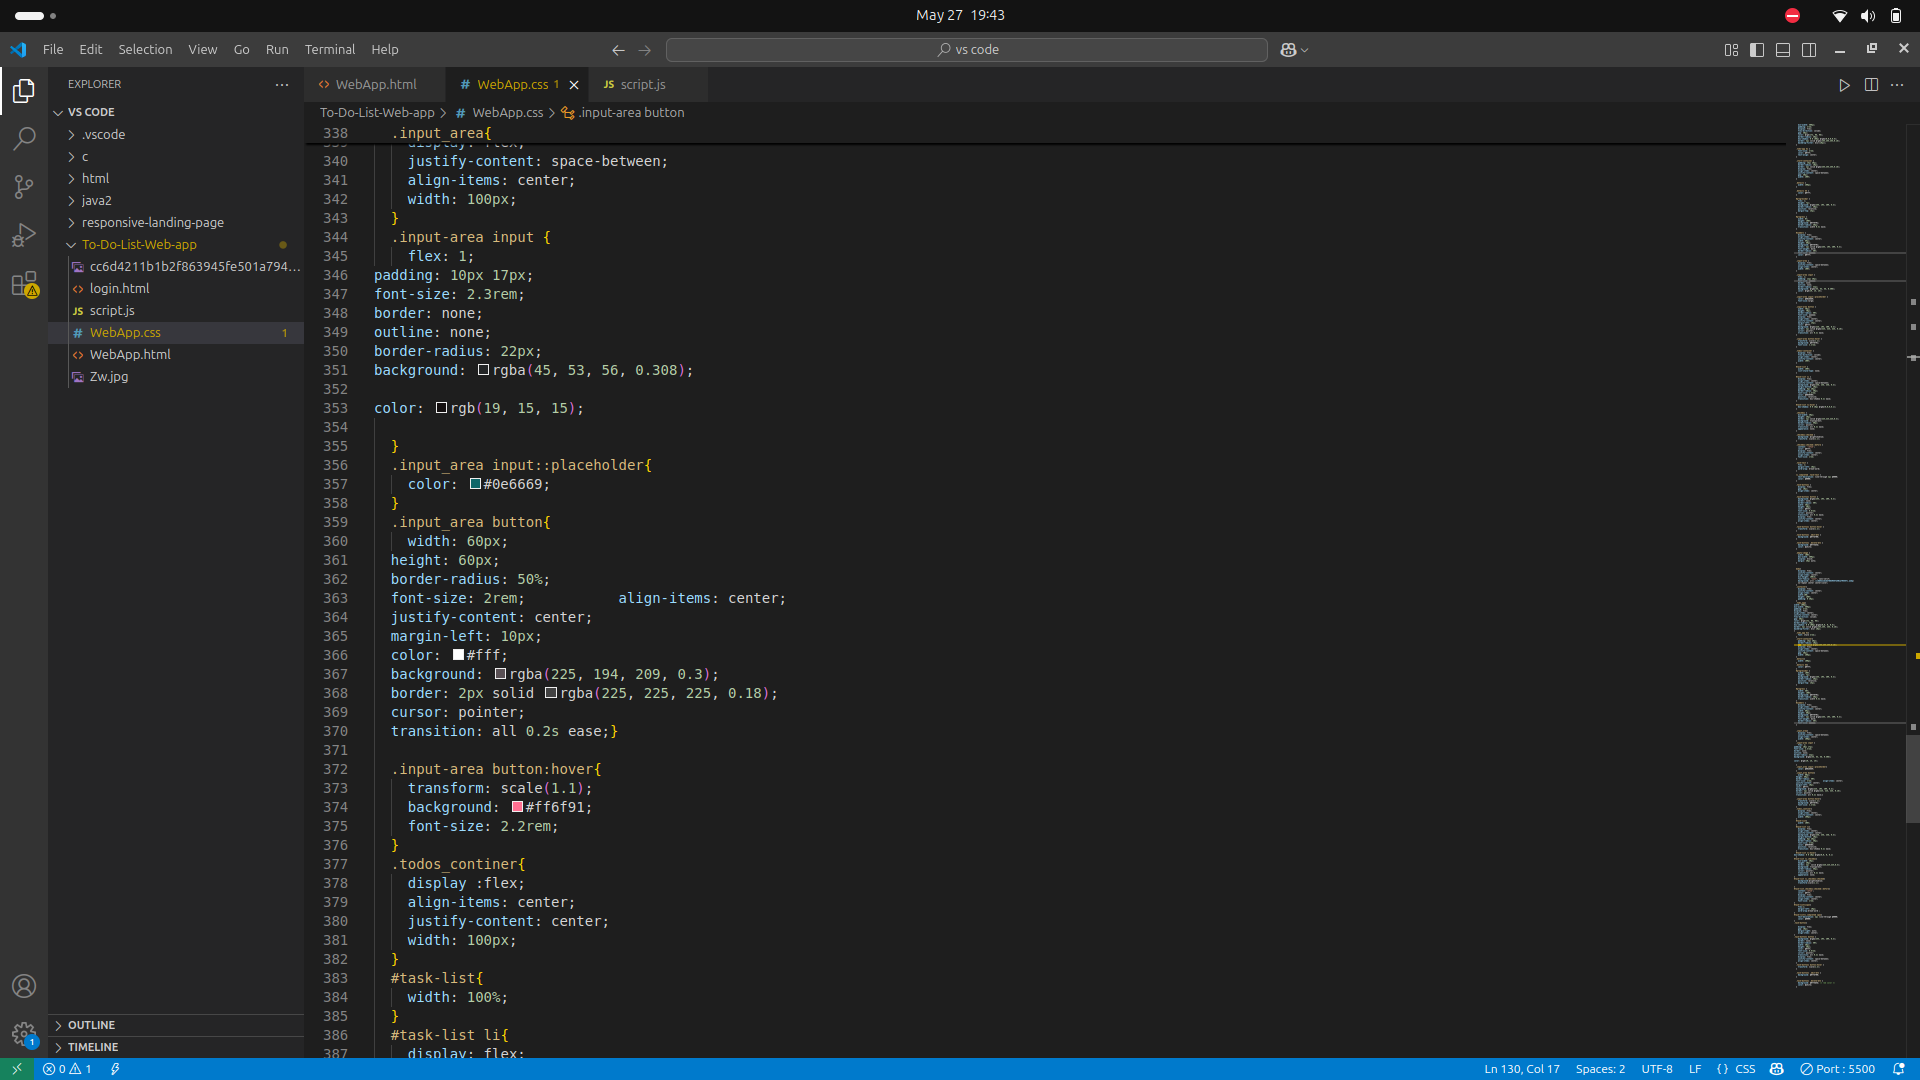 May 27 19:43
File Edit Selection View Go Run Terminal Help
vs code
EXPLORER
WebApp.html
# WebApp.css 1
JS script.js
VS CODE
.vscode
c
html
java2
responsive-landing-page
To-Do-List-Web-app
cc6d4211b1b2f863945fe501a794...
login.html
JS script.js
# WebApp.css 1
WebApp.html
Zw.jpg
OUTLINE
TIMELINE
To-Do-List-Web-app > # WebApp.css > .input-area button
338 .input_area{
339 display: flex;
340 justify-content: space-between;
341 align-items: center;
342 width: 100px;
343 }
344 .input-area input {
345 flex: 1;
346 padding: 10px 17px;
347 font-size: 2.3rem;
348 border: none;
349 outline: none;
350 border-radius: 22px;
351 background: rgba(45, 53, 56, 0.308);
352
353 color: rgb(19, 15, 15);
354
355 }
356 .input_area input::placeholder{
357 color: #0e6669;
358 }
359 .input_area button{
360 width: 60px;
361 height: 60px;
362 border-radius: 50%;
363 font-size: 2rem; align-items: center;
364 justify-content: center;
365 margin-left: 10px;
366 color: #fff;
367 background: rgba(225, 194, 209, 0.3);
368 border: 2px solid rgba(225, 225, 225, 0.18);
369 cursor: pointer;
370 transition: all 0.2s ease;}
371
372 .input-area button:hover{
373 transform: scale(1.1);
374 background: #ff6f91;
375 font-size: 2.2rem;
376 }
377 .todos_continer{
378 display :flex;
379 align-items: center;
380 justify-content: center;
381 width: 100px;
382 }
383 #task-list{
384 width: 100%;
385 }
386 #task-list li{
387 display: flex;
1
0 1
Ln 130, Col 17 Spaces: 2 UTF-8 LF {} CSS Port : 5500